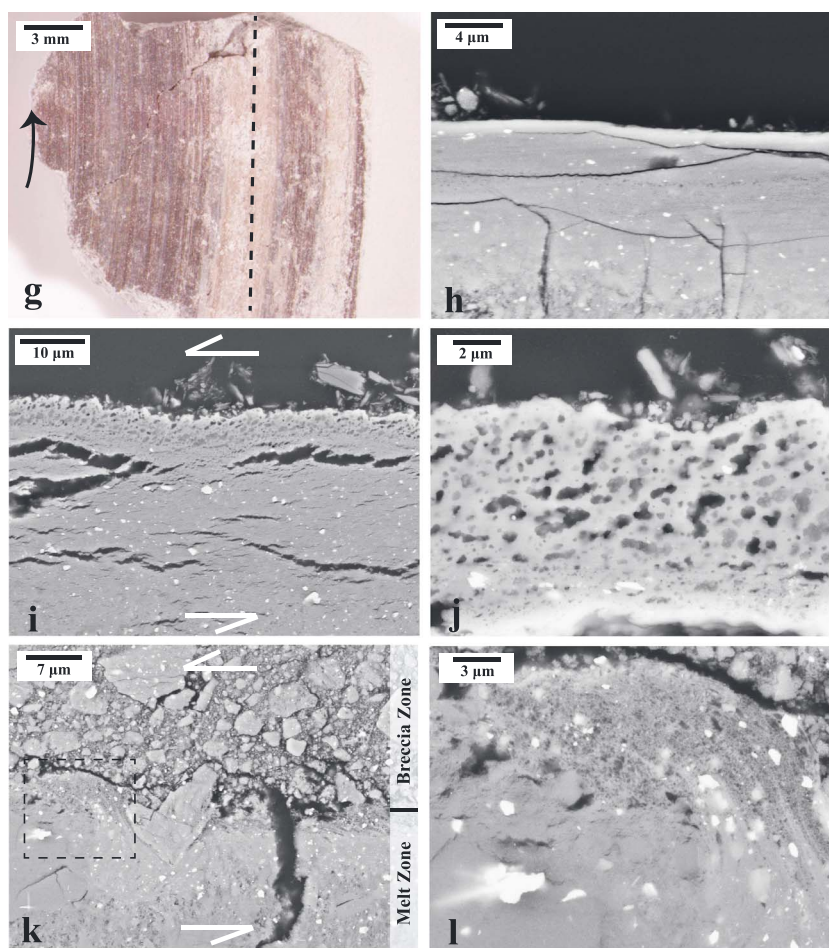 3 mm
g
4 μm
h
10 μm
i
2 μm
j
7 μm
Breccia Zone
Melt Zone
k
3 μm
l